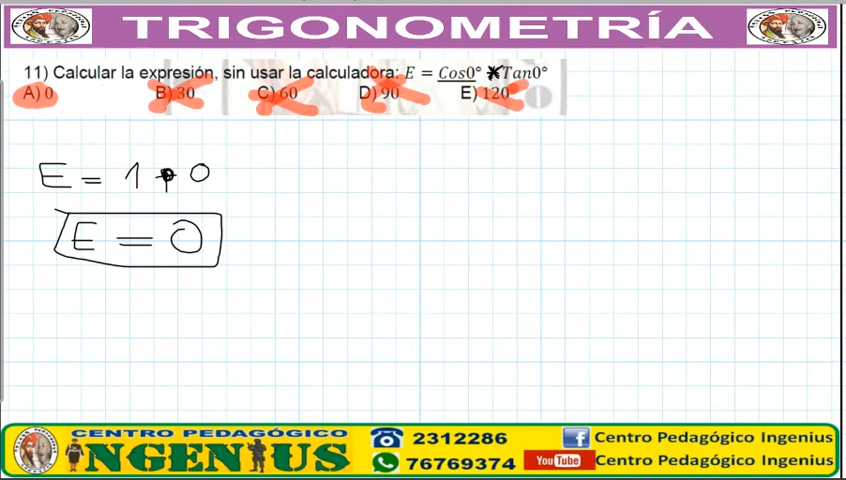 TRIGONOMETRÍA
11) Calcular la expresión, sin usar la calculadora: E = Cos0° * Tan0°
A) 0 B) 30 C) 60 D) 90 E) 120
E = 1 • 0
E = 0
CENTRO PEDAGÓGICO
INGENIUS
2312286
76769374
Centro Pedagógico Ingenius
YouTube Centro Pedagógico Ingenius